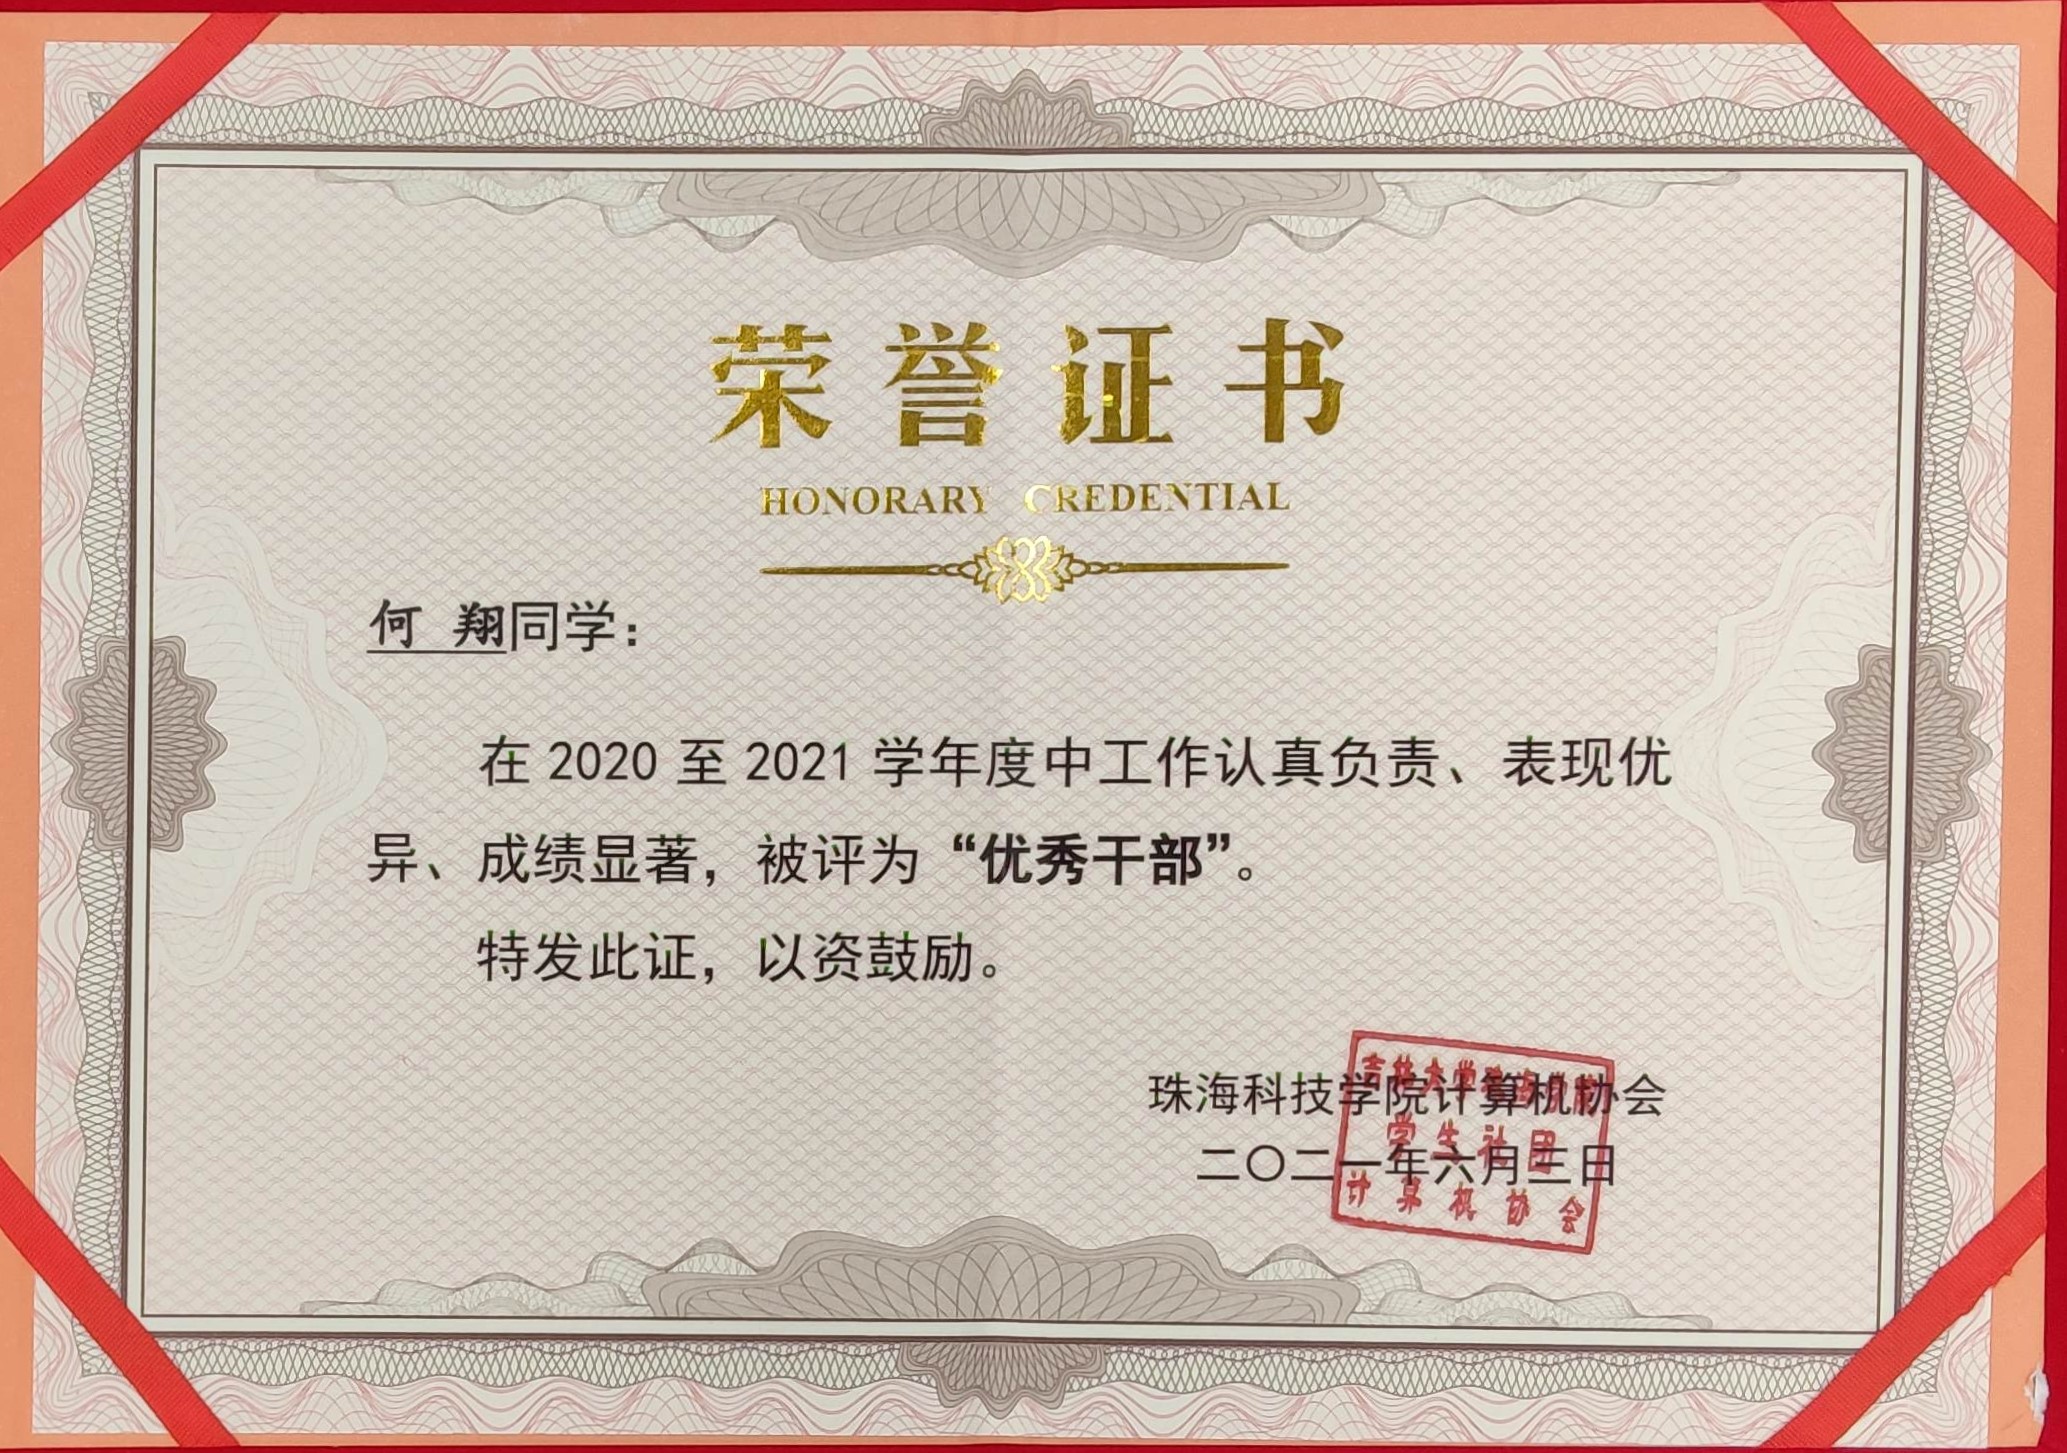 荣誉证书
HONORARY CREDENTIAL
何 翔同学：
在 2020 至 2021 学年度中工作认真负责、表现优
异、成绩显著，被评为“优秀干部”。
特发此证，以资鼓励。
珠海科技学院计算机协会
二〇二一年六月三日
吉林大学珠海学院
学生社团
计算机协会